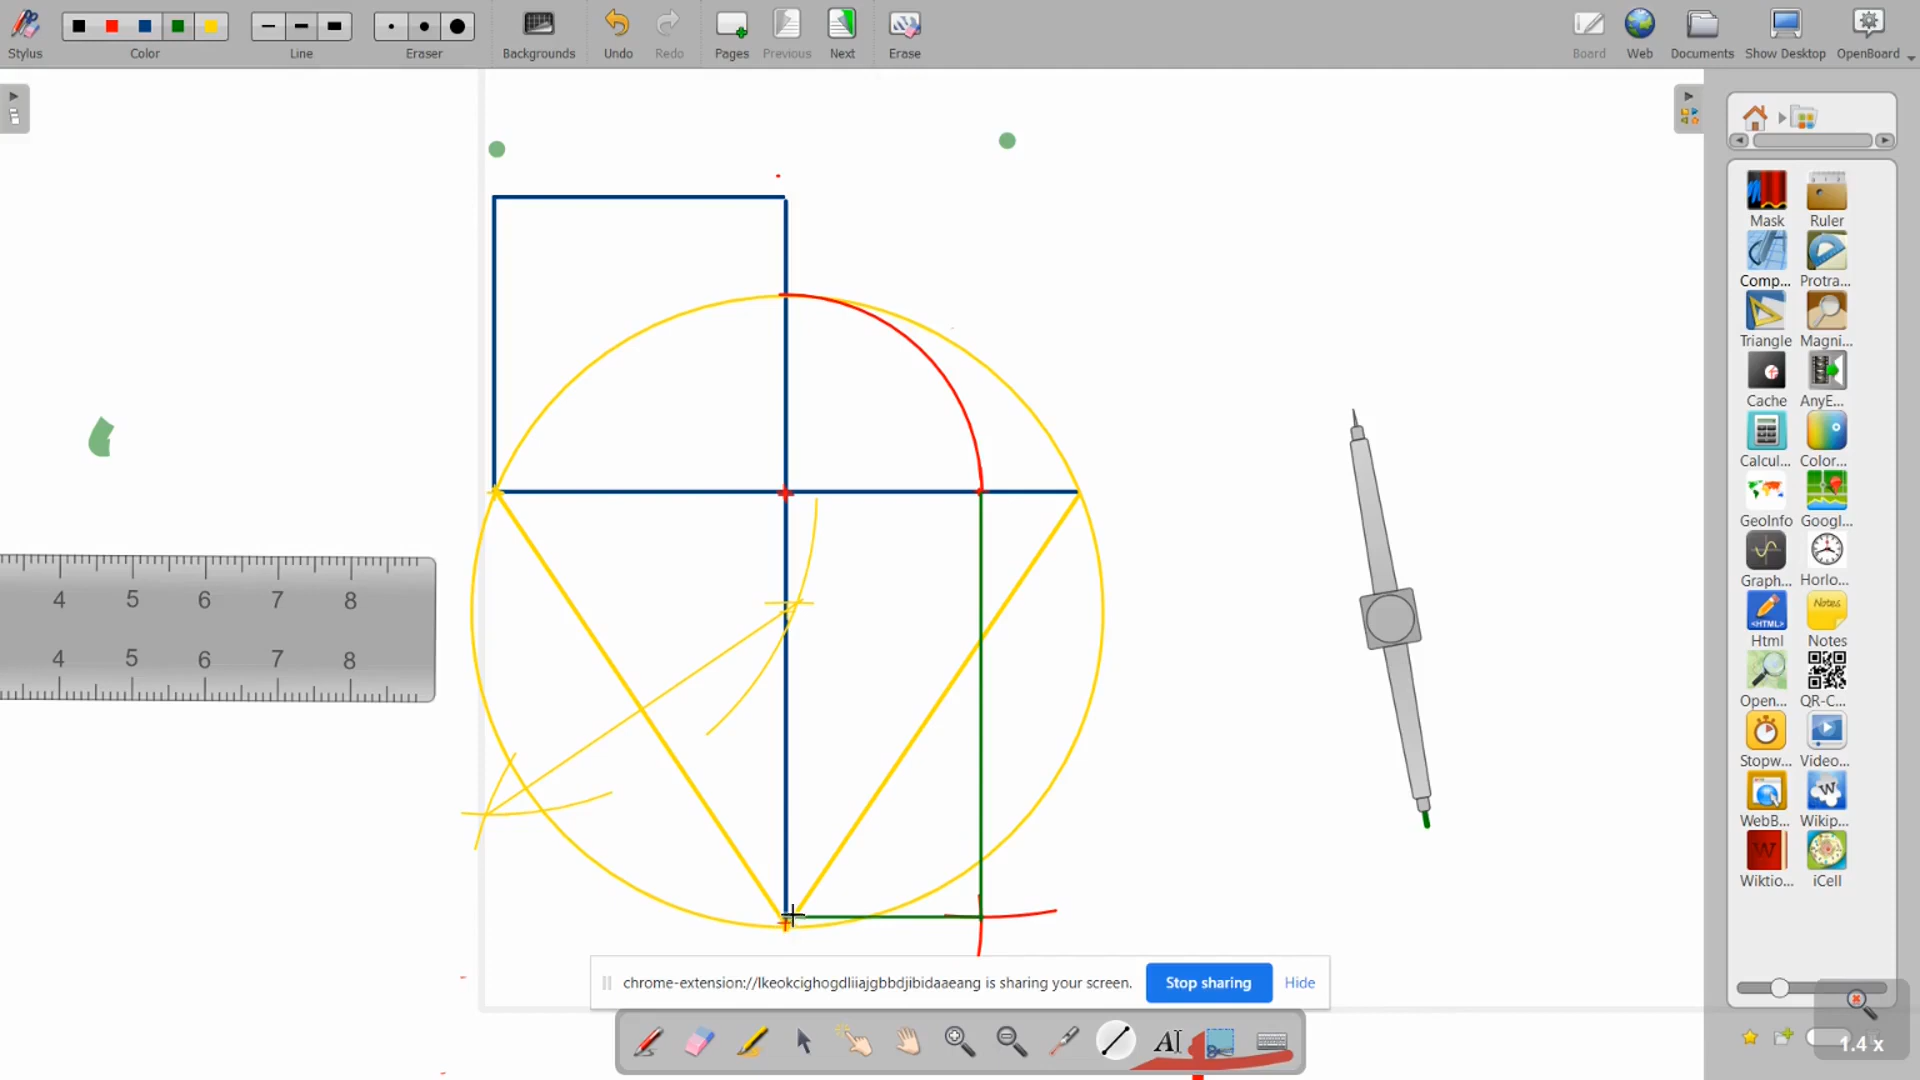 Stylus
Color
Line
Eraser
Backgrounds
Undo
Redo
Pages
Previous
Next
Erase
Board
Web
Documents
Show Desktop
OpenBoard
Mask
Ruler
Comp...
Protra...
Triangle
Magni...
Cache
AnyE...
Calcul...
Color...
GeoInfo
Googl...
Graph...
Horlo...
<HTML>
Notes
Html
Notes
Open...
QR-C...
Stopw...
Video...
WebB...
Wikip...
W
W
Wiktio...
iCell
4 5 6 7 8
4 5 6 7 8
chrome-extension://lkeokcighogdliiajgbbdjibidaaeang is sharing your screen.
Stop sharing
Hide
AI
1.4 x